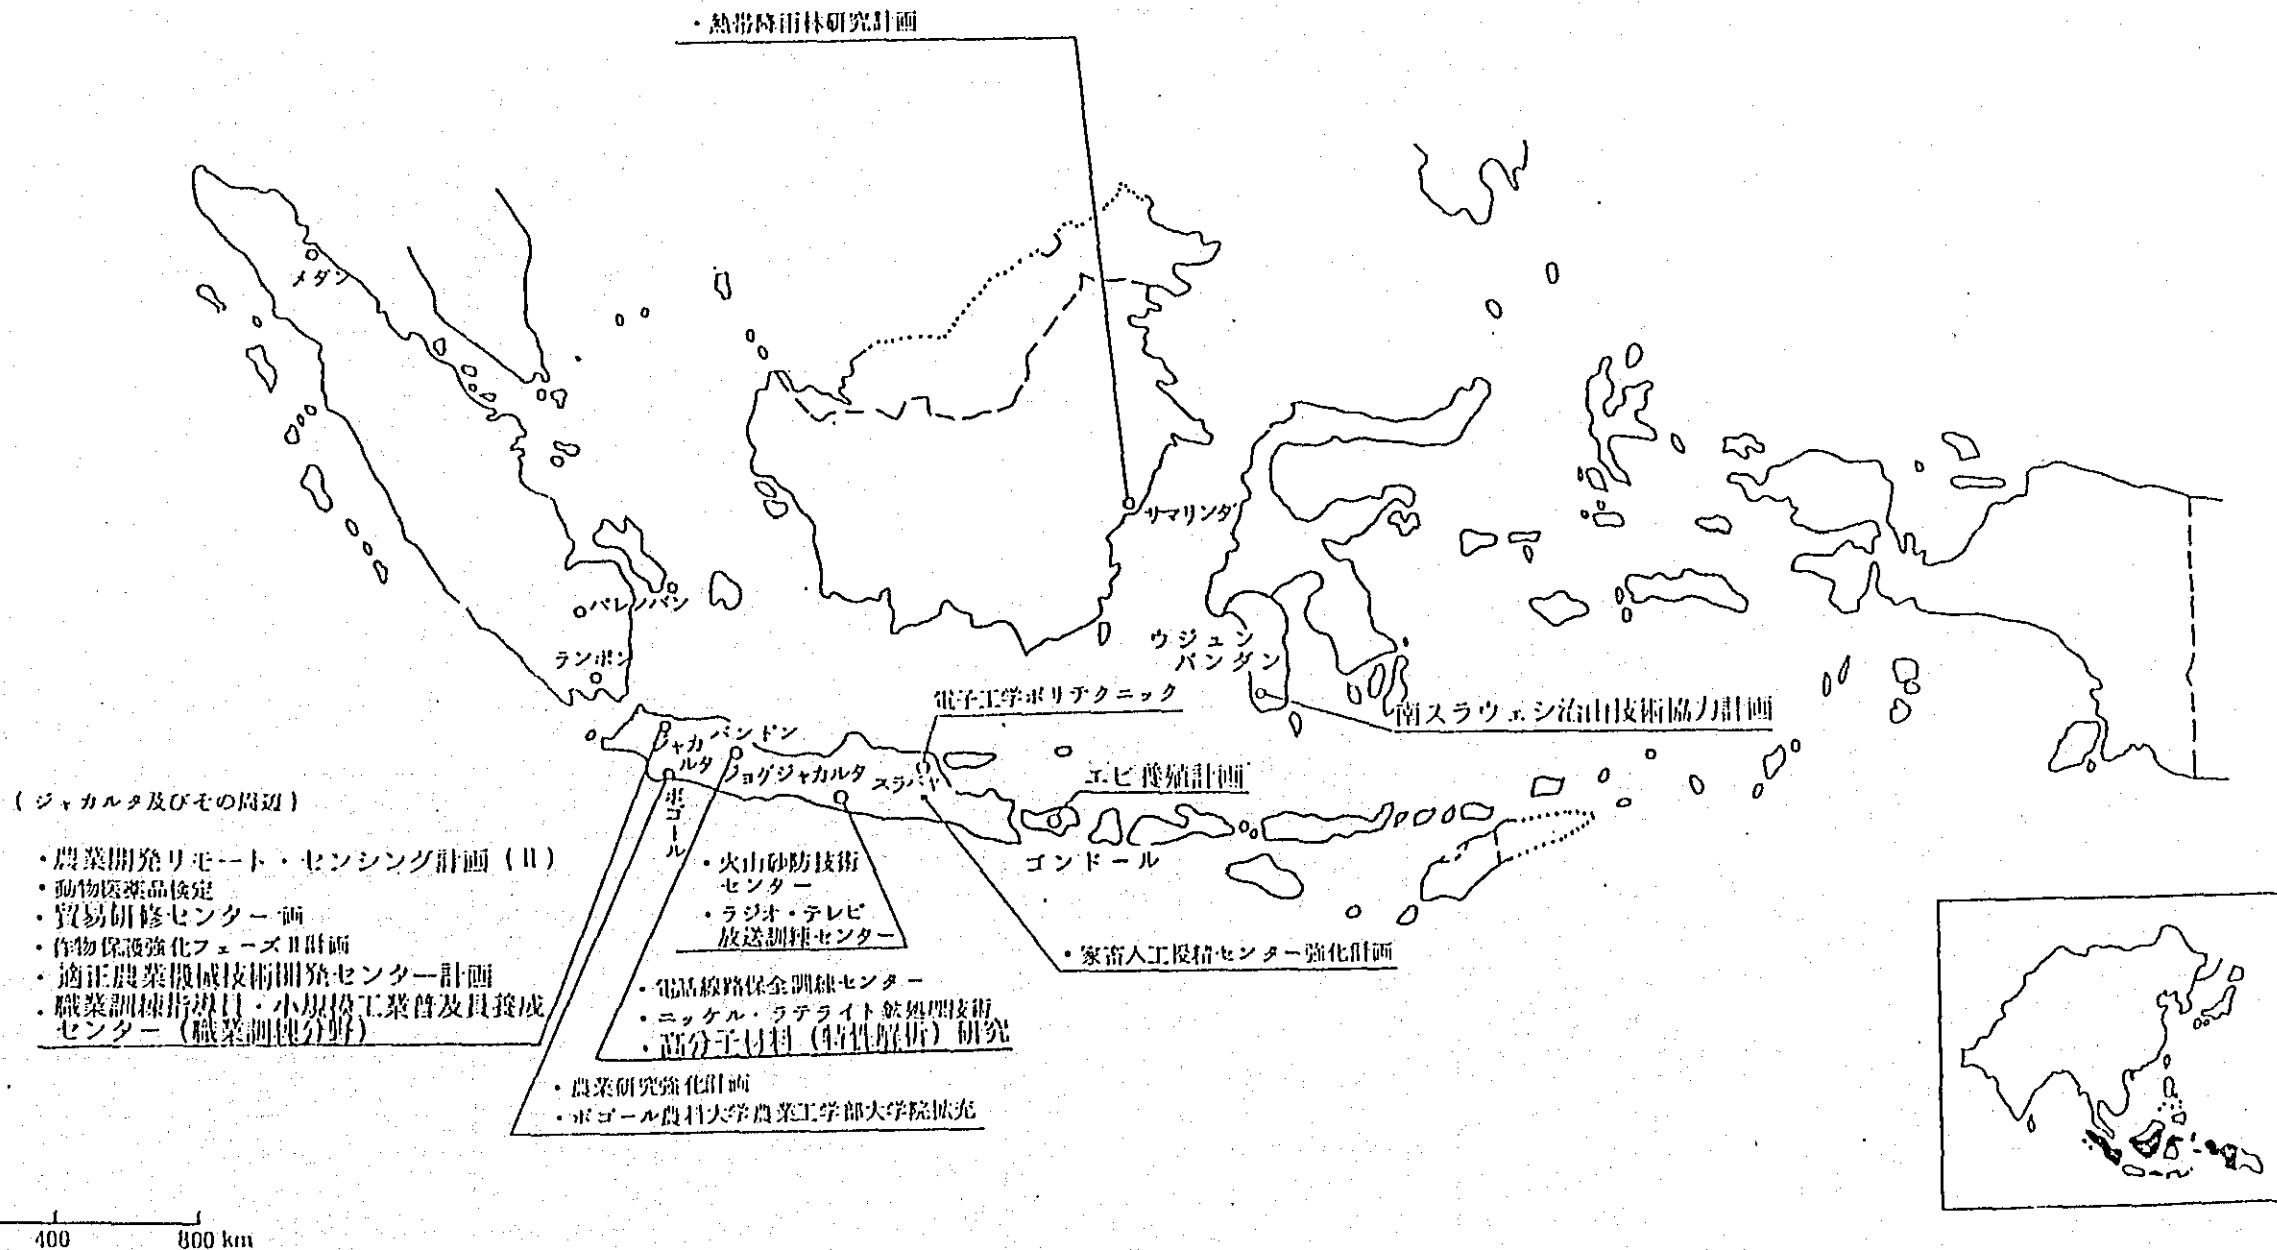 ・熱帯降雨林研究計画
メダン
サマリンダ
パレンバン
ランポン
ウジュン
パンダン
電子工学ポリテクニック
南スラウェシ治山技術協力計画
ジャカ
ルタ
バンドン
ジョグジャカルタ
スラバヤ
エビ養殖計画
ボゴール
ゴンドール
(ジャカルタ及びその周辺)
・農業開発リモート・センシング計画(II)
・動物医薬品検定
・貿易研修センター画
・作物保護強化フェーズII計画
・適正農業機械技術開発センター計画
・職業訓練指導員・小規模工業普及員養成
センター(職業訓練分野)
・火山砂防技術
センター
・ラジオ・テレビ
放送訓練センター
・家畜人工授精センター強化計画
・電話線路保全訓練センター
・ニッケル・ラテライト鉱処理技術
・高分子材料(特性解析)研究
・農業研究強化計画
・ボゴール農科大学農業工学部大学院拡充
400
800 km